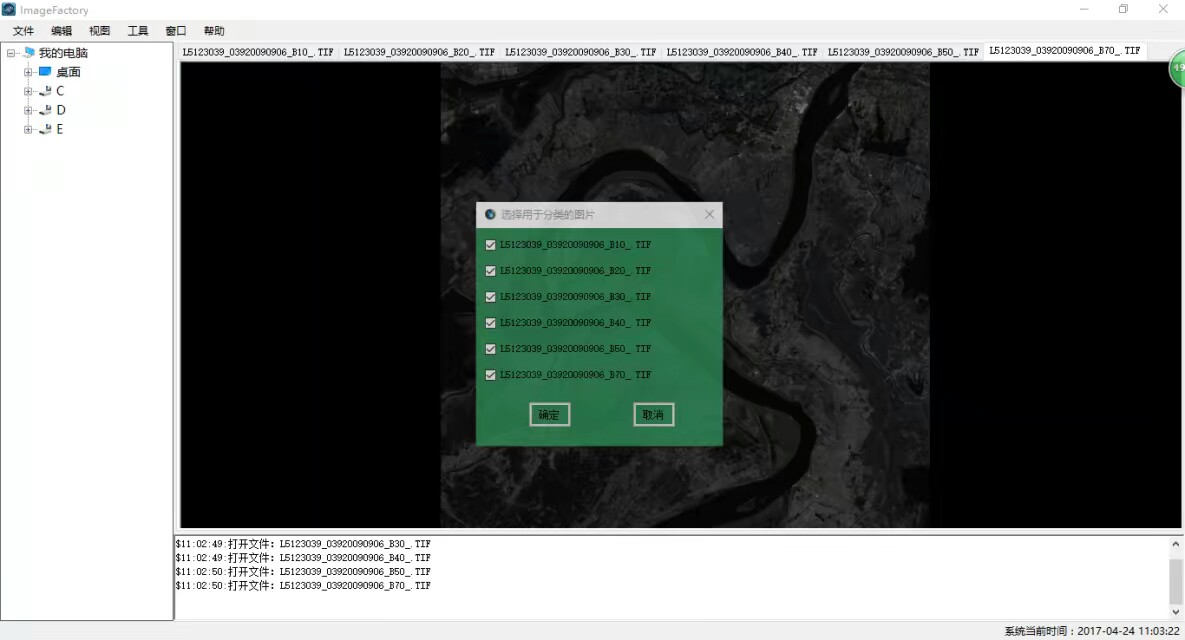 ImageFactory
文件 编辑 视图 工具 窗口 帮助
我的电脑
桌面
C
D
E
L5123039_03920090906_B10_.TIF L5123039_03920090906_B20_.TIF L5123039_03920090906_B30_.TIF L5123039_03920090906_B40_.TIF L5123039_03920090906_B50_.TIF L5123039_03920090906_B70_.TIF
19
选择用于分类的图片
L5123039_03920090906_B10_.TIF
L5123039_03920090906_B20_.TIF
L5123039_03920090906_B30_.TIF
L5123039_03920090906_B40_.TIF
L5123039_03920090906_B50_.TIF
L5123039_03920090906_B70_.TIF
确定 取消
$11:02:49:打开文件: L5123039_03920090906_B30_.TIF
$11:02:49:打开文件: L5123039_03920090906_B40_.TIF
$11:02:50:打开文件: L5123039_03920090906_B50_.TIF
$11:02:50:打开文件: L5123039_03920090906_B70_.TIF
系统当前时间：2017-04-24 11:03:22